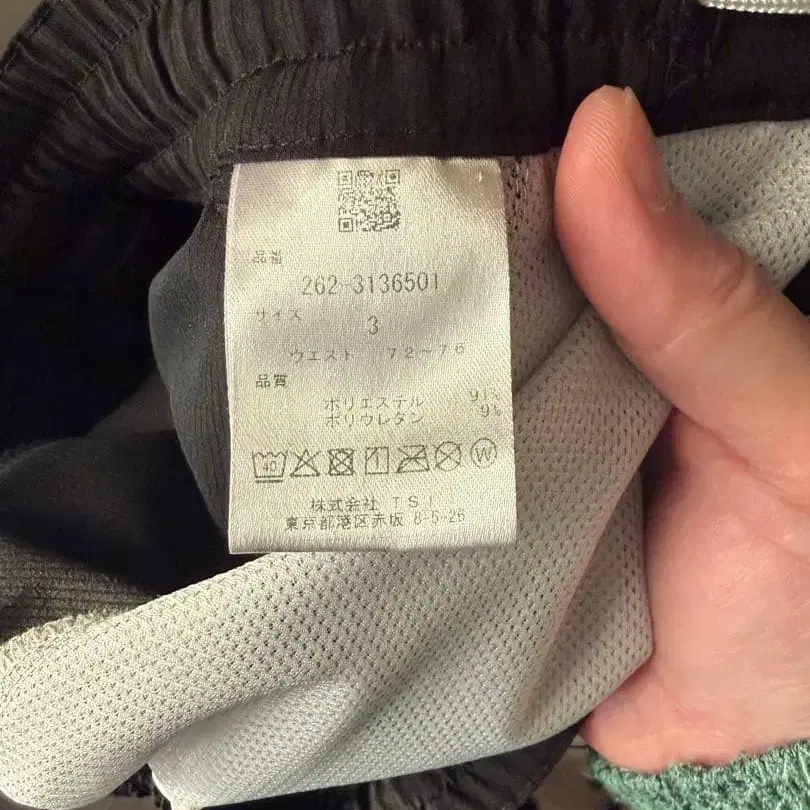 品番
262-3136501
サイズ
3
ウエスト 72~76
品質
ポリエステル 91%
ポリウレタン 9%
40 W
株式会社 TSI
東京都港区赤坂 8-5-26